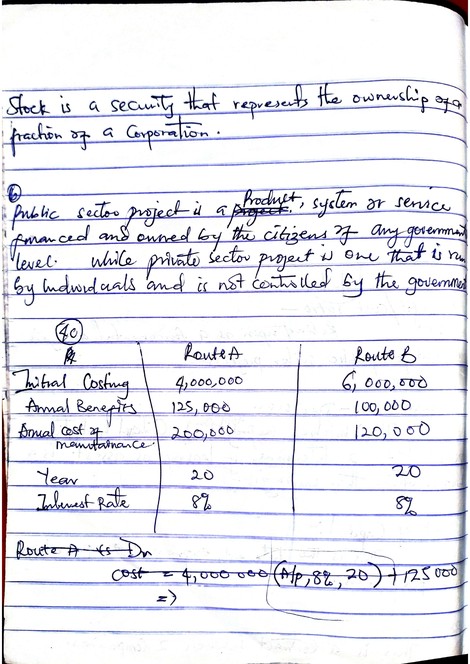 Stock is a security that represents the ownership of a
fraction of a Corporation.
6
Public sector project is a project. Product, system or service
financed and owned by the citizens of any government
level. while private sector project is one that is run
by individuals and is not controlled by the government
4c)
Route A Route B
Initial Costing 4,000,000 6,000,000
Annual Benefits 125,000 100,000
Annual cost of 200,000 120,000
maintainance
Year 20 20
Interest Rate 8% 8%
Route A is Dn
Cost = 4,000 000 (A/p, 8%, 20) + 125000
=>